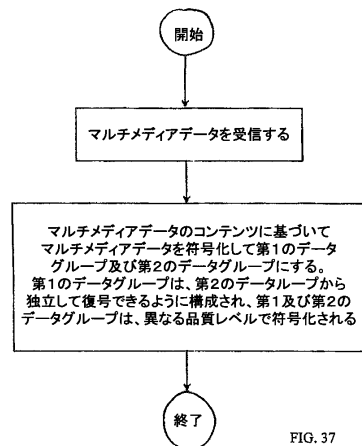 開始
マルチメディアデータを受信する
マルチメディアデータのコンテンツに基づいて
マルチメディアデータを符号化して第1のデータ
グループ及び第2のデータグループにする。
第1のデータグループは、第2のデータループから
独立して復号できるように構成され、第1及び第2の
データグループは、異なる品質レベルで符号化される
終了
FIG. 37